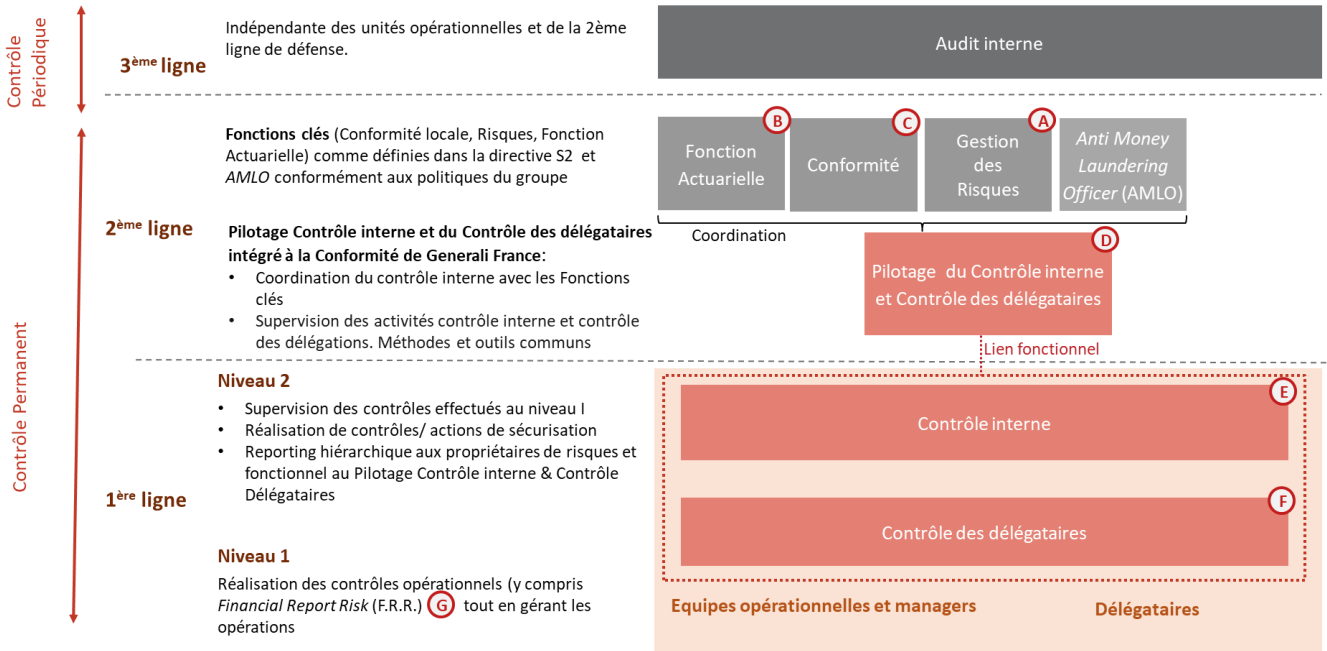 Contrôle
Périodique
3ème ligne
Indépendante des unités opérationnelles et de la 2ème
ligne de défense.
Audit interne
Contrôle Permanent
2ème ligne
Fonctions clés (Conformité locale, Risques, Fonction
Actuarielle) comme définies dans la directive S2 et
AMLO conformément aux politiques du groupe
B
Fonction
Actuarielle
C
Conformité
A
Gestion
des
Risques
Anti Money
Laundering
Officer (AMLO)
Coordination
Pilotage Contrôle interne et du Contrôle des délégataires
intégré à la Conformité de Generali France:
• Coordination du contrôle interne avec les Fonctions
clés
• Supervision des activités contrôle interne et contrôle
des délégations. Méthodes et outils communs
D
Pilotage du Contrôle interne
et Contrôle des délégataires
Lien fonctionnel
1ère ligne
Niveau 2
• Supervision des contrôles effectués au niveau I
• Réalisation de contrôles/ actions de sécurisation
• Reporting hiérarchique aux propriétaires de risques et
fonctionnel au Pilotage Contrôle interne & Contrôle
Délégataires
E
Contrôle interne
F
Contrôle des délégataires
Niveau 1
Réalisation des contrôles opérationnels (y compris
Financial Report Risk (F.R.R.) G tout en gérant les
opérations
Equipes opérationnelles et managers
Délégataires